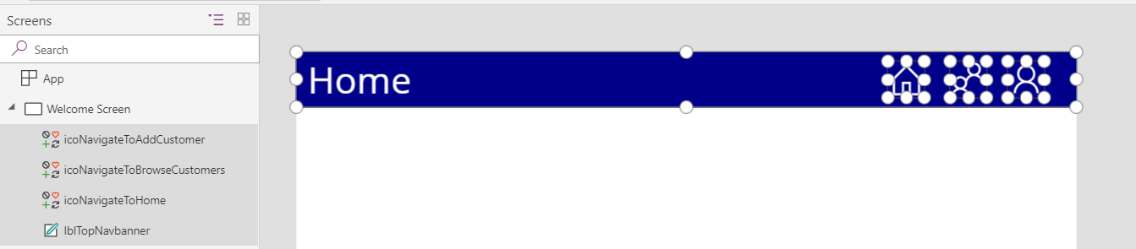 Screens
Search
App
Welcome Screen
icoNavigateToAddCustomer
icoNavigateToBrowseCustomers
icoNavigateToHome
lblTopNavbanner
Home